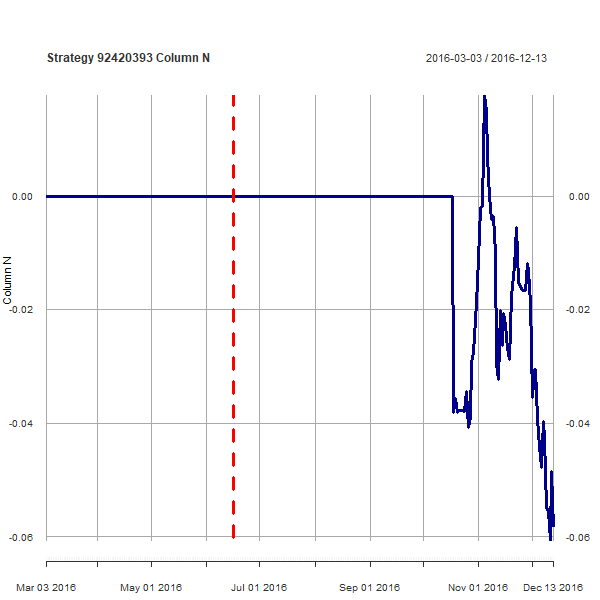 Strategy 92420393 Column N
2016-03-03 / 2016-12-13
Column N
0.00
-0.02
-0.04
-0.06
0.00
-0.02
-0.04
-0.06
Mar 03 2016
May 01 2016
Jul 01 2016
Sep 01 2016
Nov 01 2016
Dec 13 2016